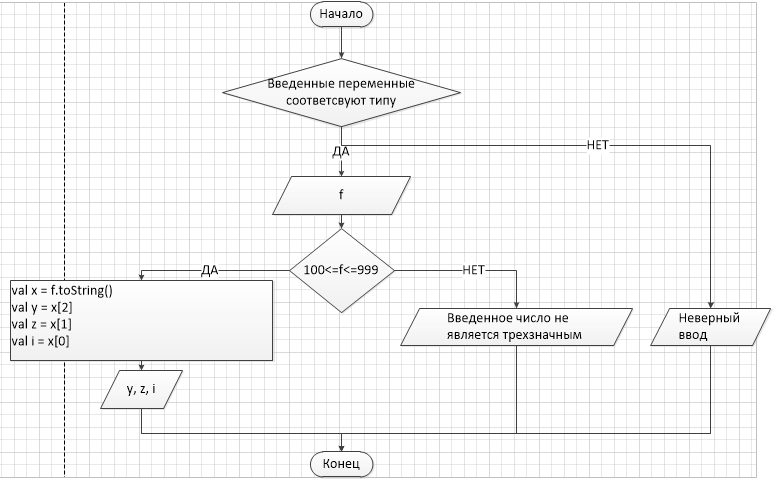 Начало
Введенные переменные
соответсвуют типу
ДА
НЕТ
f
100<=f<=999
ДА
НЕТ
val x = f.toString()
val y = x[2]
val z = x[1]
val i = x[0]
Введенное число не
является трехзначным
Неверный
ввод
y, z, i
Конец